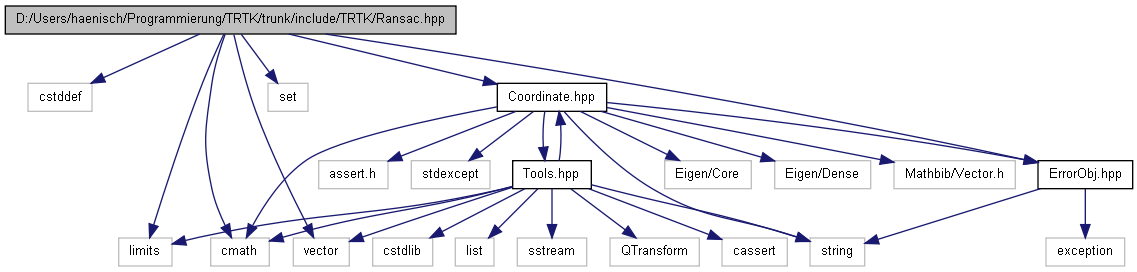 D:/Users/haenisch/Programmierung/TRTK/trunk/include/TRTK/Ransac.hpp
cstddef
set
Coordinate.hpp
assert.h
stdexcept
Tools.hpp
Eigen/Core
Eigen/Dense
Mathbib/Vector.h
ErrorObj.hpp
limits
cmath
vector
cstdlib
list
sstream
QTransform
cassert
string
exception